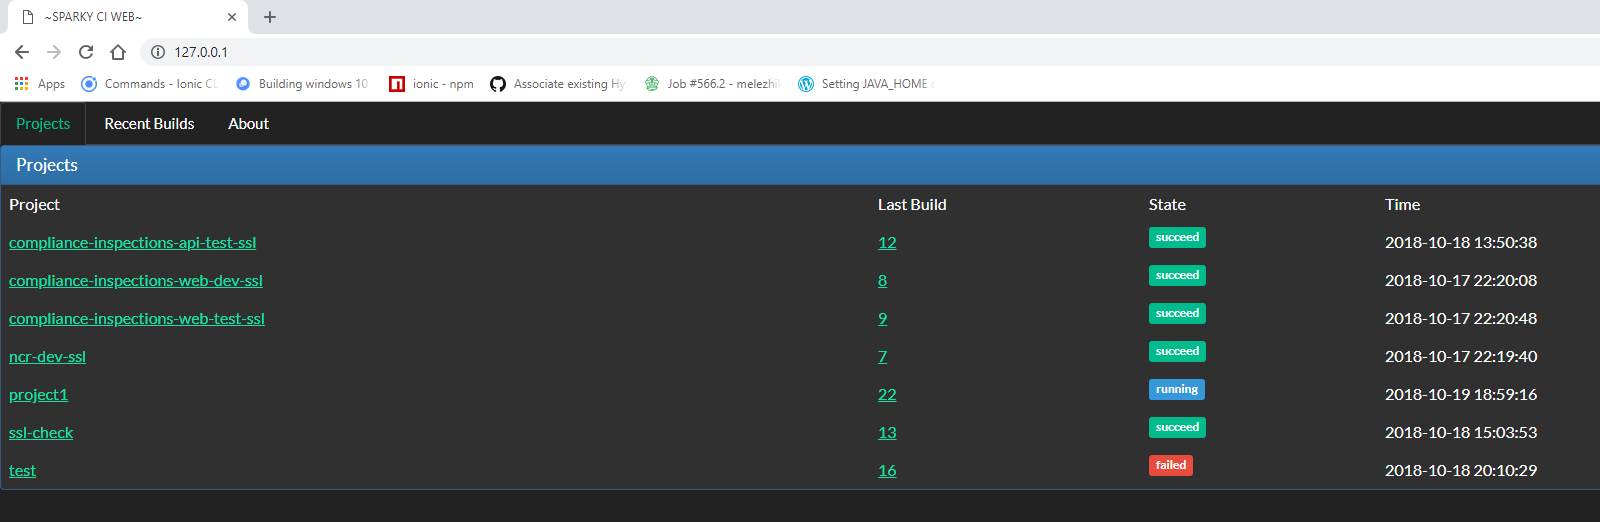 ~SPARKY CI WEB~
127.0.0.1
Apps Commands - Ionic CL Building windows 10 ionic - npm Associate existing Hy Job #566.2 - melezhik Setting JAVA_HOME
Projects Recent Builds About
Projects
Project Last Build State Time
compliance-inspections-api-test-ssl 12 succeed 2018-10-18 13:50:38
compliance-inspections-web-dev-ssl 8 succeed 2018-10-17 22:20:08
compliance-inspections-web-test-ssl 9 succeed 2018-10-17 22:20:48
ncr-dev-ssl 7 succeed 2018-10-17 22:19:40
project1 22 running 2018-10-19 18:59:16
ssl-check 13 succeed 2018-10-18 15:03:53
test 16 failed 2018-10-18 20:10:29